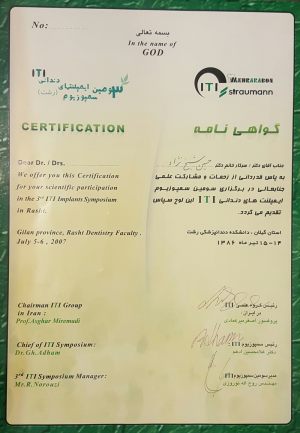 No:
بسمه تعالی
In the name of
GOD
ITI
دندانی
ایمپلنتهای
سومین
سمپوزیوم
(رشت)
MEHRARABON
ITI
straumann
CERTIFICATION
گواهی نامه
Dear Dr. / Drs.
We offer you this Certification
for your scientific participation
in the 3rd ITI Implants Symposium
in Rasht.
Gilan province, Rasht Dentistry Faculty.
July 5-6 , 2007
جناب آقای دکتر / سرکار خانم دکتر
به پاس قدردانی از زحمات و مشارکت علمی
جنابعالی در برگزاری سومین سمپوزیوم
ایمپلنت های دندانی ITI این لوح سپاس
تقدیم می گردد.
استان گیلان - دانشکده دندانپزشکی رشت
۱۴-۱۵ تیر ماه ۱۳۸۶
Chairman ITI Group
in Iran :
Prof.Asghar Miremadi
رئیس گروه علمی ITI
در ایران:
پروفسور اصغر میرعمادی
Chief of ITI Symposium:
Dr.Gh.Adham
رئیس سمپوزیوم ITI:
دکتر غلامحسین ادهم
3rd ITI Symposium Manager:
Mr.R.Norouzi
مدیر سومین سمپوزیوم ITI:
مهندس روح اله نوروزی